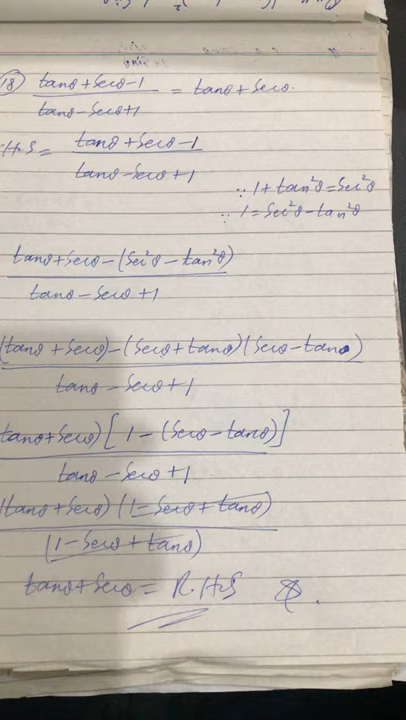 (18) tanθ + secθ - 1 / tanθ - secθ + 1 = tanθ + secθ.
H.S = tanθ + secθ - 1 / tanθ - secθ + 1
∵ 1 + tan²θ = sec²θ
∵ 1 = sec²θ - tan²θ
tanθ + secθ - (sec²θ - tan²θ) / tanθ - secθ + 1
(tanθ + secθ) - (secθ + tanθ)(secθ - tanθ) / tanθ - secθ + 1
tanθ + secθ) [1 - (secθ - tanθ)] / tanθ - secθ + 1
(tanθ + secθ) (1 - secθ + tanθ) / (1 - secθ + tanθ)
tanθ + secθ = R.H.S